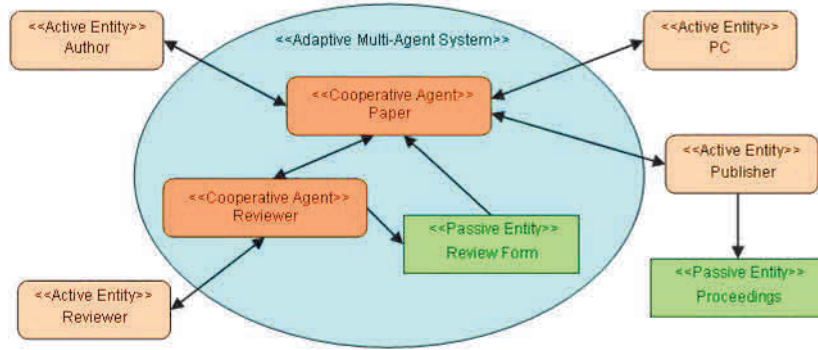 <<Active Entity>>
Author
<<Adaptive Multi-Agent System>>
<<Active Entity>>
PC
<<Cooperative Agent>>
Paper
<<Active Entity>>
Publisher
<<Cooperative Agent>>
Reviewer
<<Passive Entity>>
Review Form
<<Passive Entity>>
Proceedings
<<Active Entity>>
Reviewer